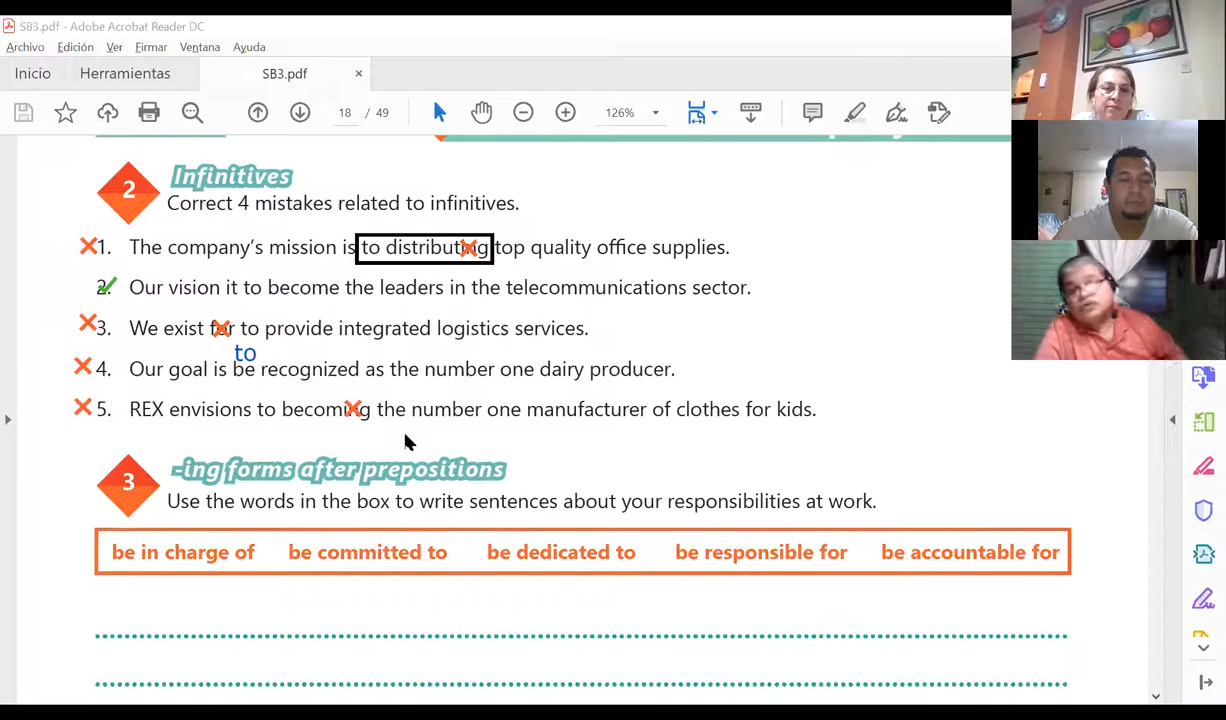 SB3.pdf - Adobe Acrobat Reader DC
Archivo Edición Ver Firmar Ventana Ayuda
Inicio Herramientas SB3.pdf ×
18 / 49 126%
2 Infinitives
Correct 4 mistakes related to infinitives.
1. The company's mission is to distributing top quality office supplies.
2. Our vision it to become the leaders in the telecommunications sector.
3. We exist for to provide integrated logistics services.
to
4. Our goal is be recognized as the number one dairy producer.
5. REX envisions to becoming the number one manufacturer of clothes for kids.
3 -ing forms after prepositions
Use the words in the box to write sentences about your responsibilities at work.
be in charge of be committed to be dedicated to be responsible for be accountable for